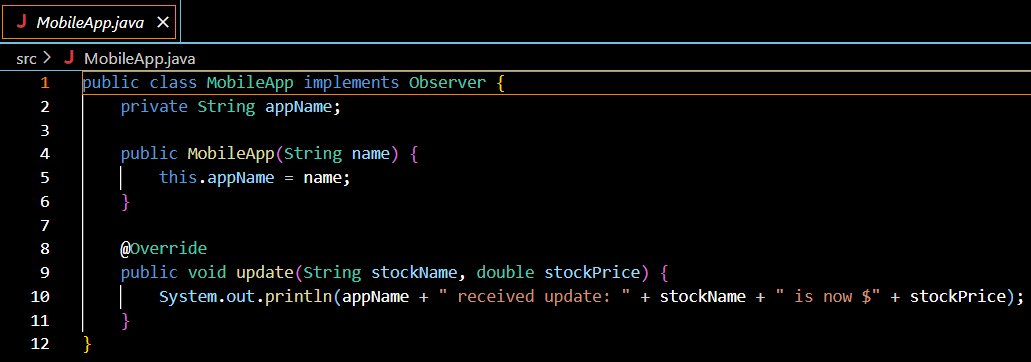 J MobileApp.java ×
src > J MobileApp.java
1 public class MobileApp implements Observer {
2     private String appName;
3
4     public MobileApp(String name) {
5         this.appName = name;
6     }
7
8     @Override
9     public void update(String stockName, double stockPrice) {
10         System.out.println(appName + " received update: " + stockName + " is now $" + stockPrice);
11     }
12 }